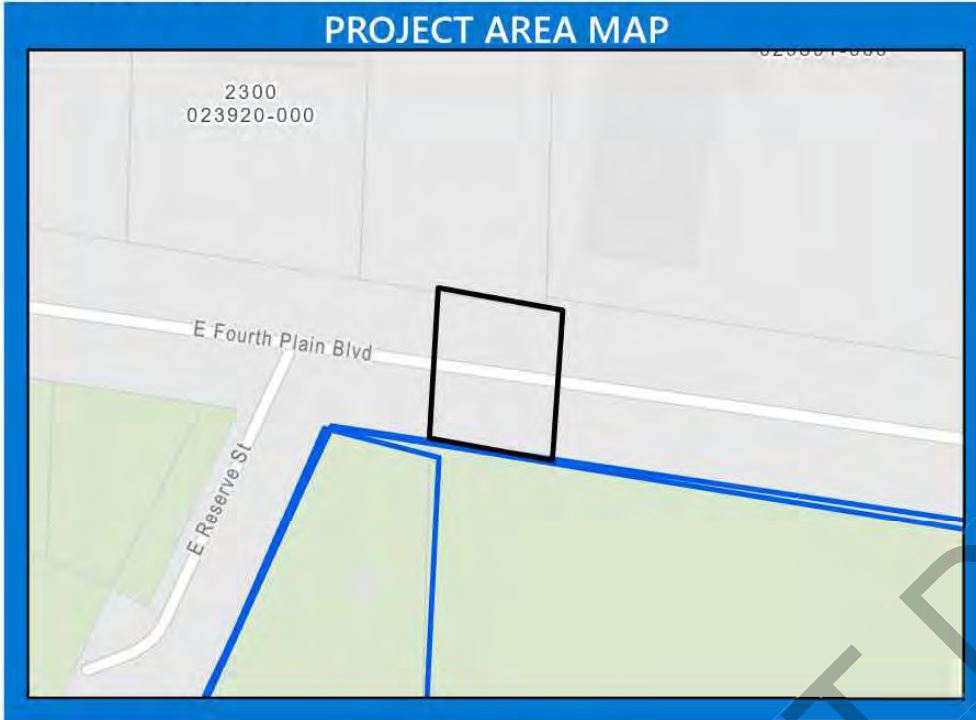 PROJECT AREA MAP
2300
023920-000
E Fourth Plain Blvd
E Reserve St